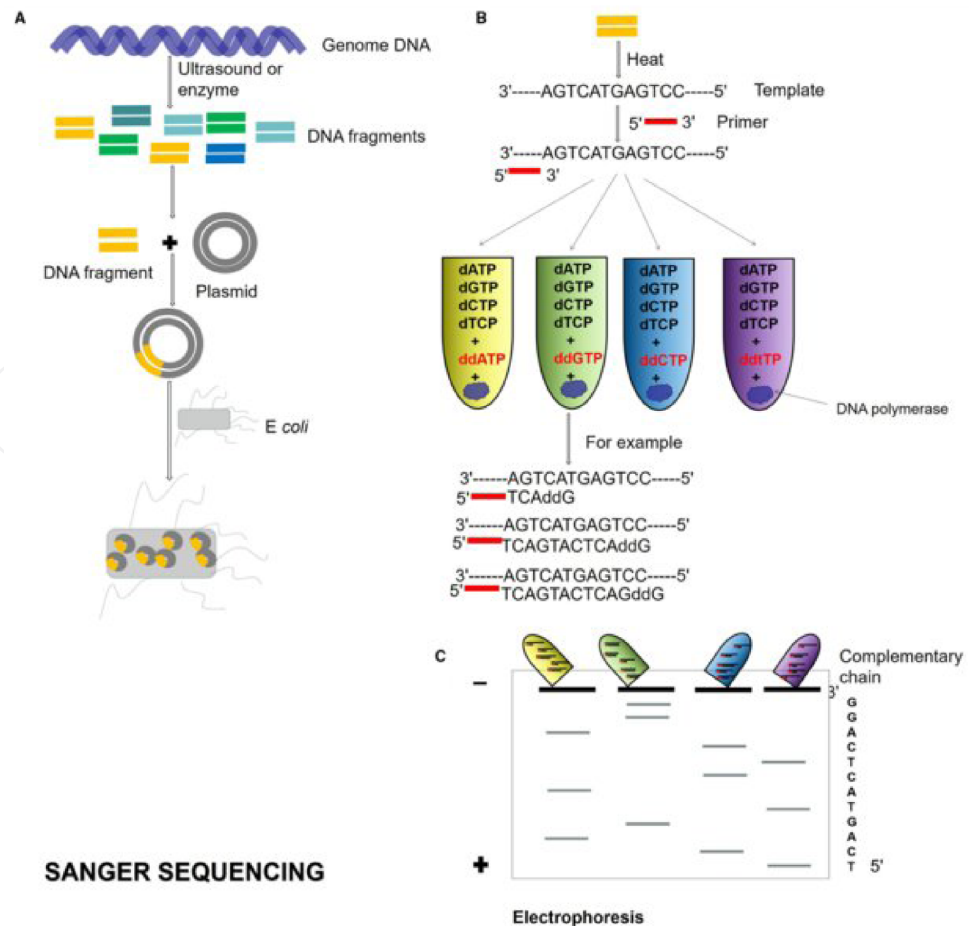 A
Genome DNA
Ultrasound or
enzyme
DNA fragments
+
DNA fragment
Plasmid
E coli
SANGER SEQUENCING
B
Heat
3'-----AGTCATGAGTCC-----5'
Template
5' 3'
Primer
3'-----AGTCATGAGTCC-----5'
5' 3'
dATP
dGTP
dCTP
dTCP
+
ddATP
+
dATP
dGTP
dCTP
dTCP
+
ddGTP
+
dATP
dGTP
dCTP
dTCP
+
ddCTP
+
dATP
dGTP
dCTP
dTCP
+
ddtTP
+
DNA polymerase
For example
3'------AGTCATGAGTCC-----5'
5' TCAddG
3'-----AGTCATGAGTCC-----5'
5' TCAGTACTCAddG
3'-----AGTCATGAGTCC-----5'
5' TCAGTACTCAGddG
C
Complementary
chain
–
3'
G
G
A
C
T
C
A
T
G
A
C
T 5'
+
Electrophoresis